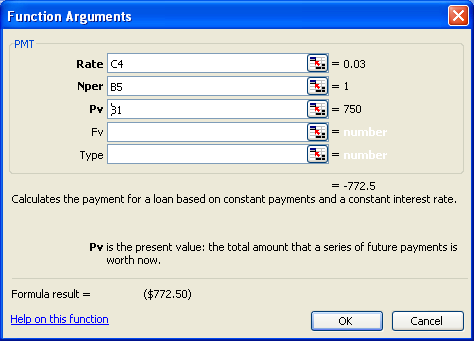 Function Arguments
PMT
Rate C4 = 0.03
Nper B5 = 1
Pv B1 = 750
Fv = number
Type = number
= -772.5
Calculates the payment for a loan based on constant payments and a constant interest rate.
Pv is the present value: the total amount that a series of future payments is
worth now.
Formula result = ($772.50)
Help on this function OK Cancel